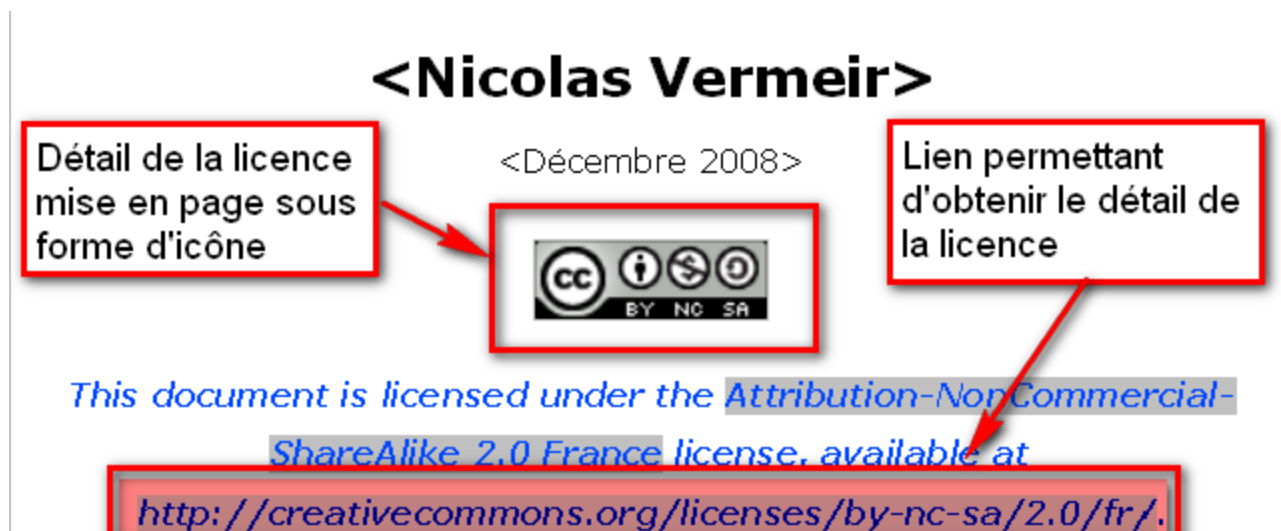 <Nicolas Vermeir>
Détail de la licence
mise en page sous
forme d'icône
<Décembre 2008>
Lien permettant
d'obtenir le détail de
la licence
cc
BY NC SA
This document is licensed under the Attribution-NonCommercial-
ShareAlike 2.0 France license, available at
http://creativecommons.org/licenses/by-nc-sa/2.0/fr/.